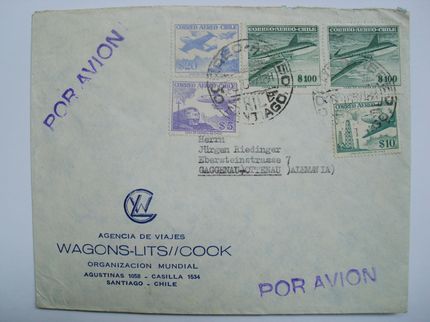 POR AVION
CORREO AEREO CHILE
$20
CORREO-AEREO-CHILE
$100
CORREO-AEREO-CHILE
$100
CORREO AEREO CHILE
$5
CORREO AEREO CHILE
$10
Herrn
Jürgen Riedinger
Ebersteinstrasse 7
GAGGENAU/OTTENAU (ALEMANIA)
AGENCIA DE VIAJES
WAGONS-LITS//COOK
ORGANIZACION MUNDIAL
AGUSTINAS 1058 - CASILLA 1534
SANTIAGO - CHILE
POR AVION